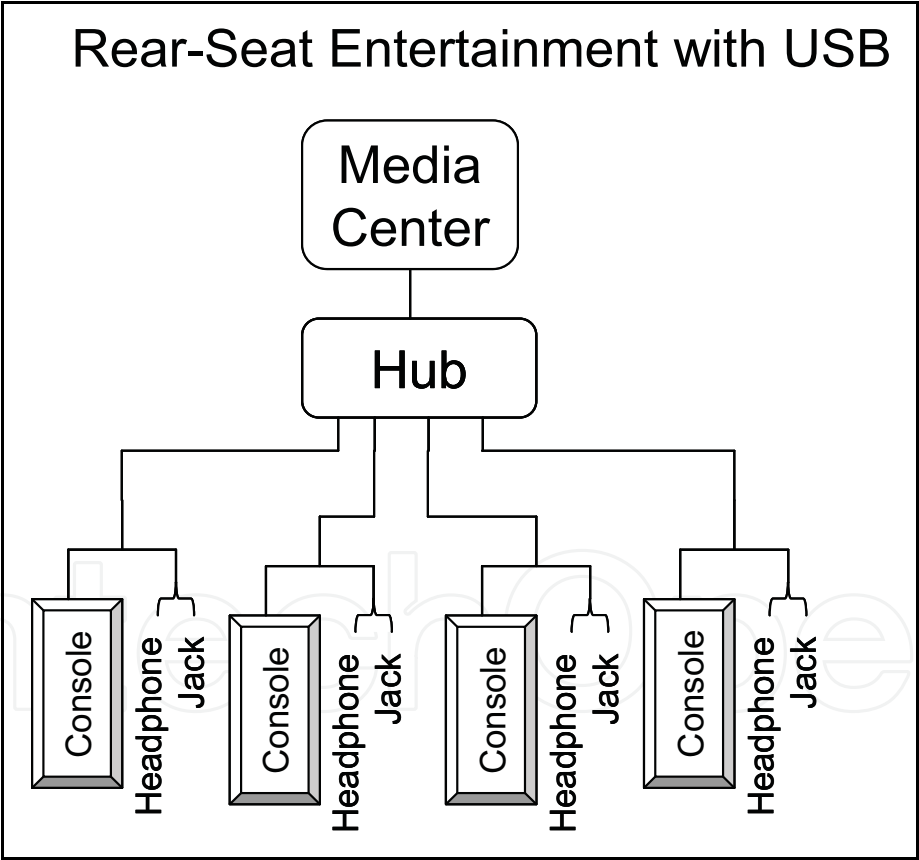 Rear-Seat Entertainment with USB
Media
Center
Hub
Console
Headphone
Jack
Console
Headphone
Jack
Console
Headphone
Jack
Console
Headphone
Jack